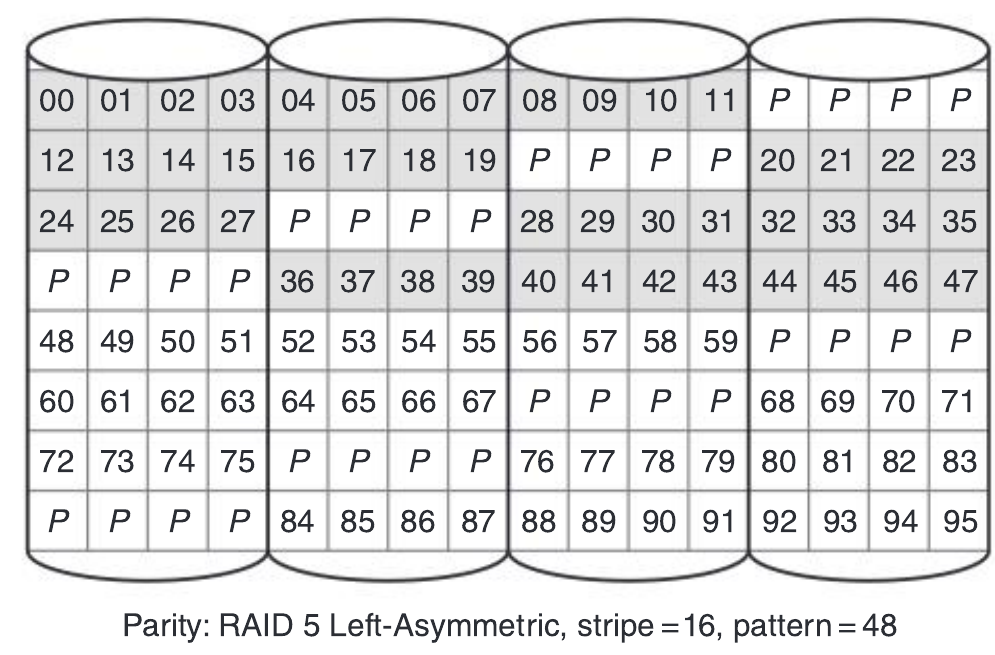 00 01 02 03 04 05 06 07 08 09 10 11 P P P P
12 13 14 15 16 17 18 19 P P P P 20 21 22 23
24 25 26 27 P P P P 28 29 30 31 32 33 34 35
P P P P 36 37 38 39 40 41 42 43 44 45 46 47
48 49 50 51 52 53 54 55 56 57 58 59 P P P P
60 61 62 63 64 65 66 67 P P P P 68 69 70 71
72 73 74 75 P P P P 76 77 78 79 80 81 82 83
P P P P 84 85 86 87 88 89 90 91 92 93 94 95
Parity: RAID 5 Left-Asymmetric, stripe = 16, pattern = 48